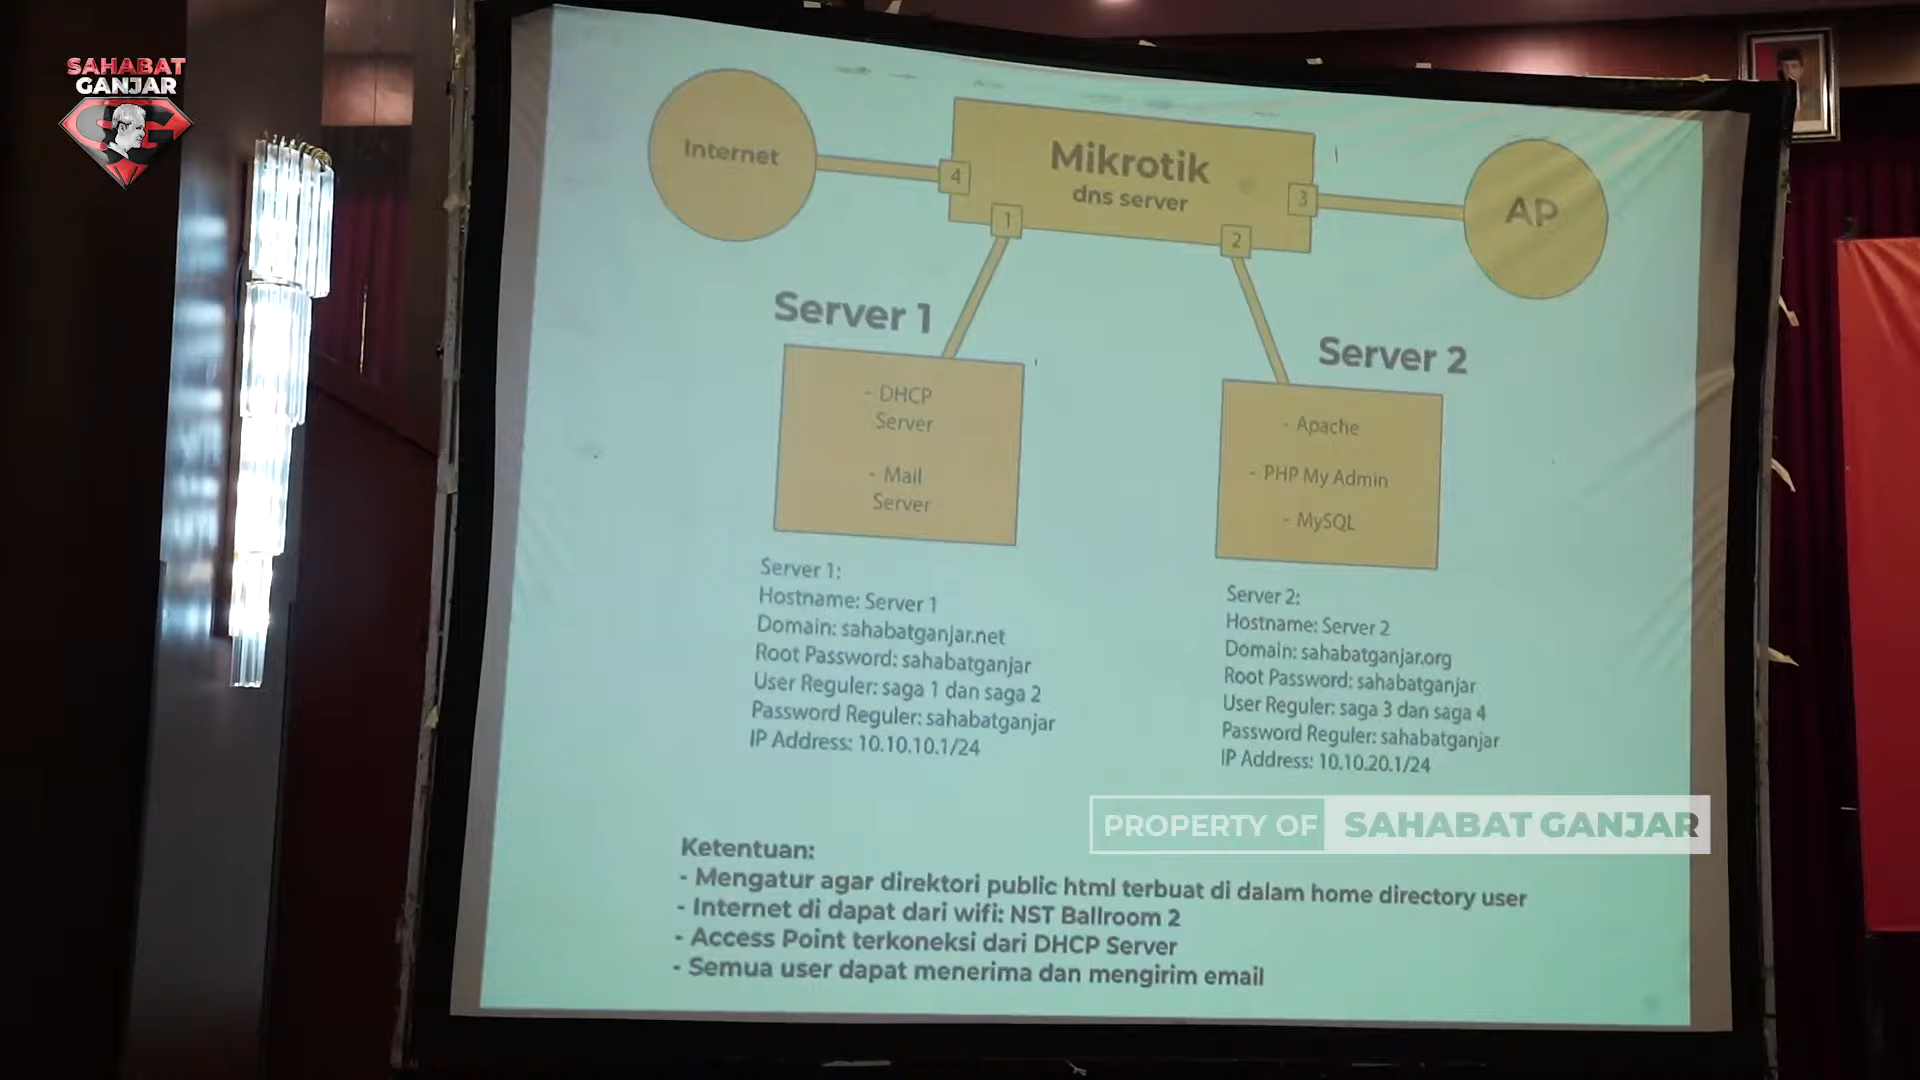 SAHABAT
GANJAR
Internet
4
Mikrotik
dns server
3
AP
1
2
Server 1
- DHCP
Server
- Mail
Server
Server 2
- Apache
- PHP My Admin
- MySQL
Server 1:
Hostname: Server 1
Domain: sahabatganjar.net
Root Password: sahabatganjar
User Reguler: saga 1 dan saga 2
Password Reguler: sahabatganjar
IP Address: 10.10.10.1/24
Server 2:
Hostname: Server 2
Domain: sahabatganjar.org
Root Password: sahabatganjar
User Reguler: saga 3 dan saga 4
Password Reguler: sahabatganjar
IP Address: 10.10.20.1/24
PROPERTY OF SAHABAT GANJAR
Ketentuan:
- Mengatur agar direktori public html terbuat di dalam home directory user
- Internet di dapat dari wifi: NST Ballroom 2
- Access Point terkoneksi dari DHCP Server
- Semua user dapat menerima dan mengirim email